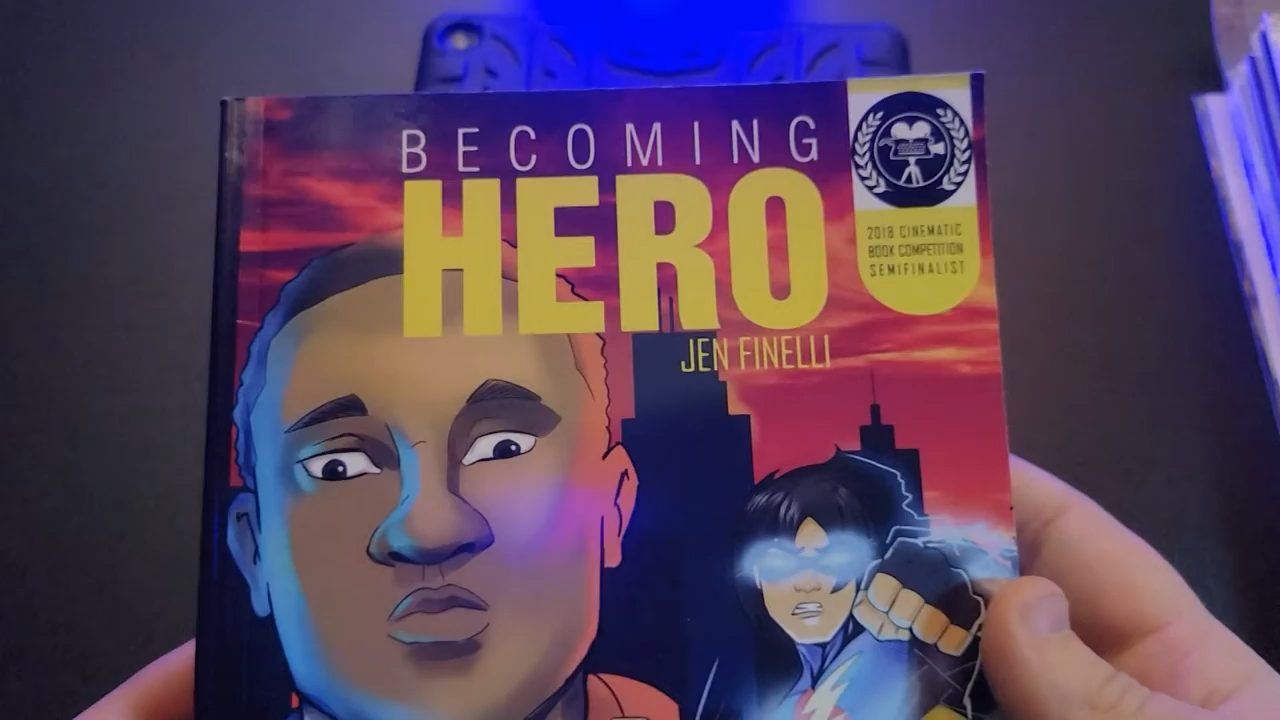 BECOMING
HERO
JEN FINELLI
2018 CINEMATIC
BOOK COMPETITION
SEMIFINALIST